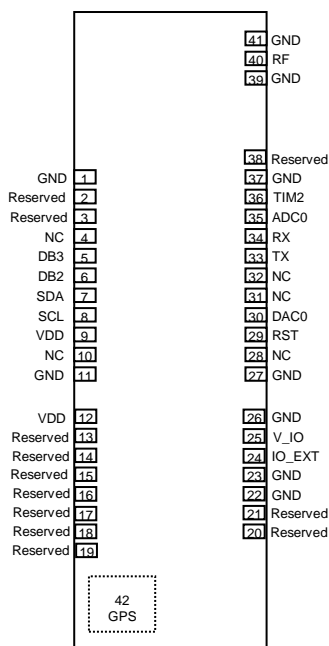 41 GND
40 RF
39 GND
38 Reserved
GND 1
37 GND
Reserved 2
36 TIM2
Reserved 3
35 ADC0
NC 4
34 RX
DB3 5
33 TX
DB2 6
32 NC
SDA 7
31 NC
SCL 8
30 DAC0
VDD 9
29 RST
NC 10
28 NC
GND 11
27 GND
VDD 12
26 GND
Reserved 13
25 V_IO
Reserved 14
24 IO_EXT
Reserved 15
23 GND
Reserved 16
22 GND
Reserved 17
21 Reserved
Reserved 18
20 Reserved
Reserved 19
42
GPS